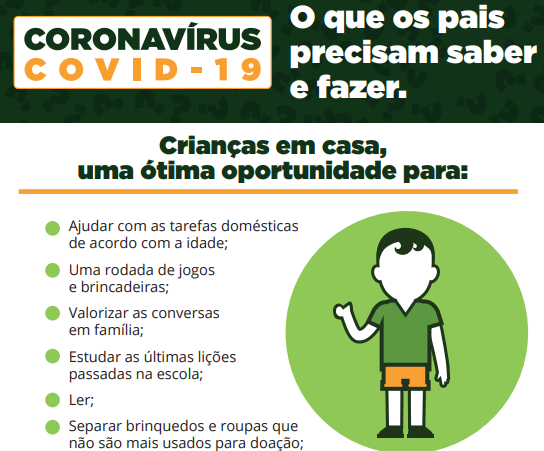 CORONAVÍRUS
COVID-19
O que os pais
precisam saber
e fazer.
Crianças em casa,
uma ótima oportunidade para:
Ajudar com as tarefas domésticas
de acordo com a idade;
Uma rodada de jogos
e brincadeiras;
Valorizar as conversas
em família;
Estudar as últimas lições
passadas na escola;
Ler;
Separar brinquedos e roupas que
não são mais usados para doação;